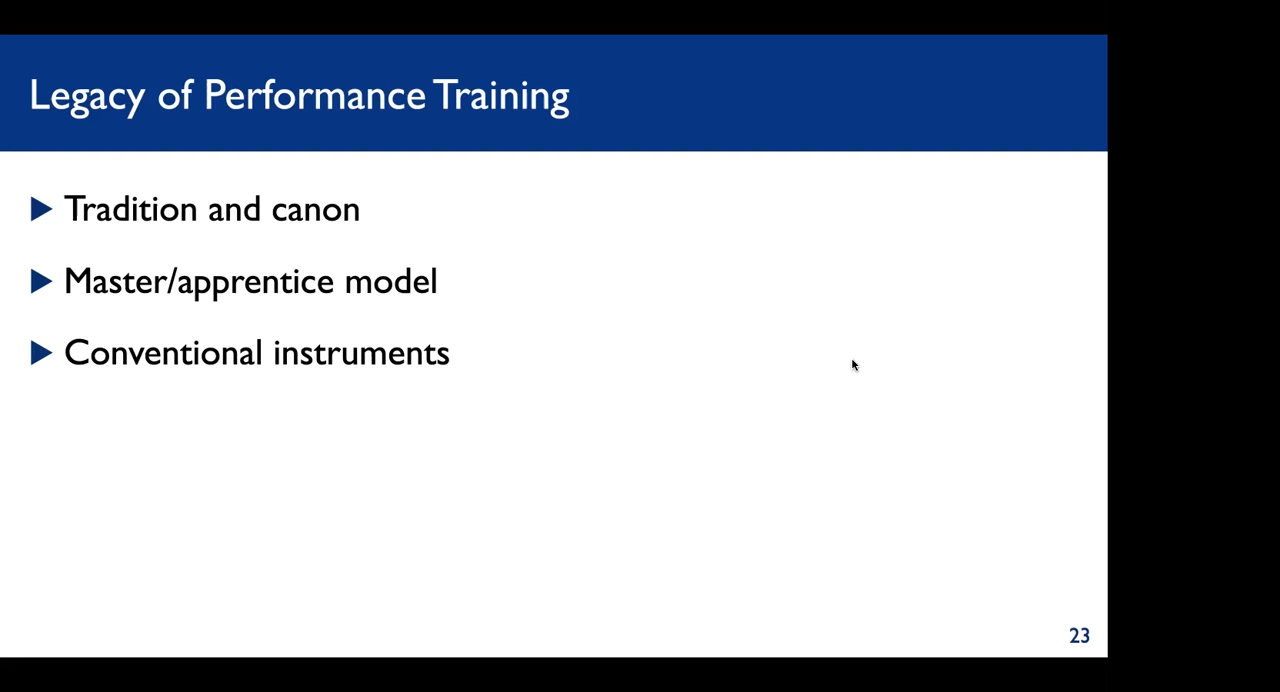 Legacy of Performance Training
▶ Tradition and canon
▶ Master/apprentice model
▶ Conventional instruments
23